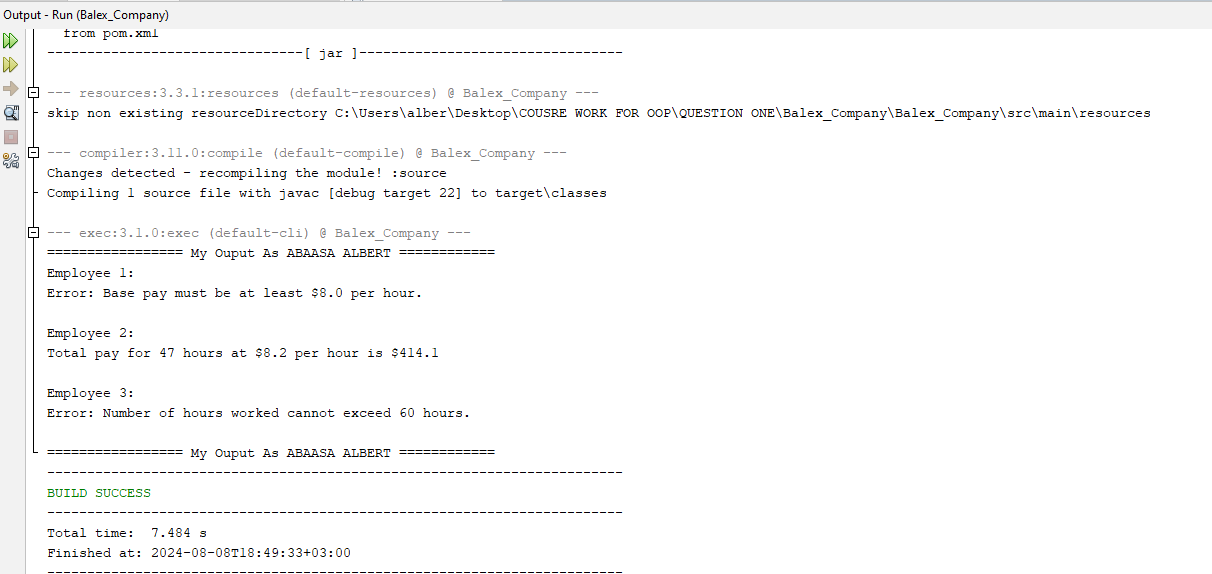 Output - Run (Balex_Company)
from pom.xml
--------------------------------[ jar ]---------------------------------
--- resources:3.3.1:resources (default-resources) @ Balex_Company ---
skip non existing resourceDirectory C:\Users\alber\Desktop\COUSRE WORK FOR OOP\QUESTION ONE\Balex_Company\Balex_Company\src\main\resources
--- compiler:3.11.0:compile (default-compile) @ Balex_Company ---
Changes detected - recompiling the module! :source
Compiling 1 source file with javac [debug target 22] to target\classes
--- exec:3.1.0:exec (default-cli) @ Balex_Company ---
================= My Ouput As ABAASA ALBERT ============
Employee 1:
Error: Base pay must be at least $8.0 per hour.
Employee 2:
Total pay for 47 hours at $8.2 per hour is $414.1
Employee 3:
Error: Number of hours worked cannot exceed 60 hours.
================= My Ouput As ABAASA ALBERT ============
------------------------------------------------------------------------
BUILD SUCCESS
------------------------------------------------------------------------
Total time:  7.484 s
Finished at: 2024-08-08T18:49:33+03:00
------------------------------------------------------------------------